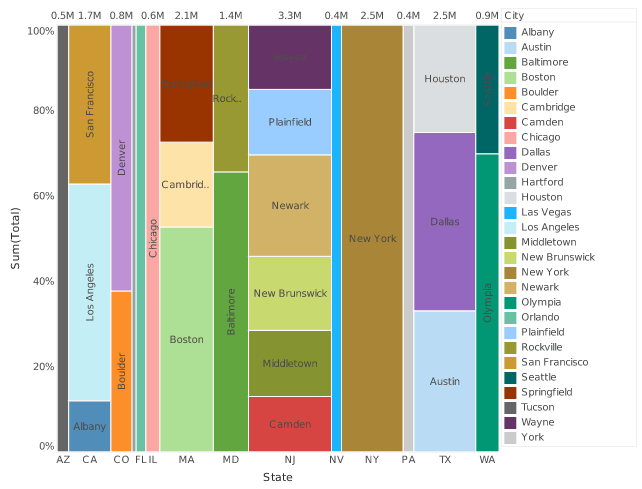 0.5M 1.7M 0.8M 0.6M 2.1M 1.4M 3.3M 0.4M 2.5M 0.4M 2.5M 0.9M
City
100%
80%
60%
40%
20%
0%
Sum(Total)
San Francisco
Los Angeles
Albany
Denver
Boulder
Chicago
Springfield
Cambrid..
Boston
Rock..
Baltimore
Wayne
Plainfield
Newark
New Brunswick
Middletown
Camden
New York
Houston
Dallas
Austin
Seattle
Olympia
AZ CA CO FL IL MA MD NJ NV NY PA TX WA
State
Albany
Austin
Baltimore
Boston
Boulder
Cambridge
Camden
Chicago
Dallas
Denver
Hartford
Houston
Las Vegas
Los Angeles
Middletown
New Brunswick
New York
Newark
Olympia
Orlando
Plainfield
Rockville
San Francisco
Seattle
Springfield
Tucson
Wayne
York